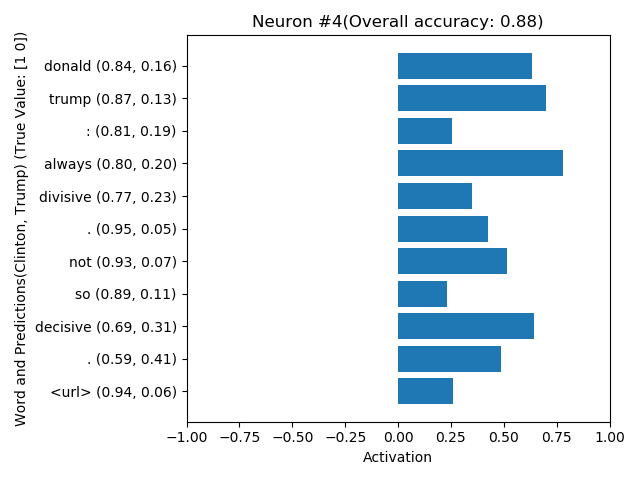 Neuron #4(Overall accuracy: 0.88)
Word and Predictions(Clinton, Trump) (True Value: [1 0])
donald (0.84, 0.16)
trump (0.87, 0.13)
: (0.81, 0.19)
always (0.80, 0.20)
divisive (0.77, 0.23)
. (0.95, 0.05)
not (0.93, 0.07)
so (0.89, 0.11)
decisive (0.69, 0.31)
. (0.59, 0.41)
<url> (0.94, 0.06)
−1.00 −0.75 −0.50 −0.25 0.00 0.25 0.50 0.75 1.00
Activation